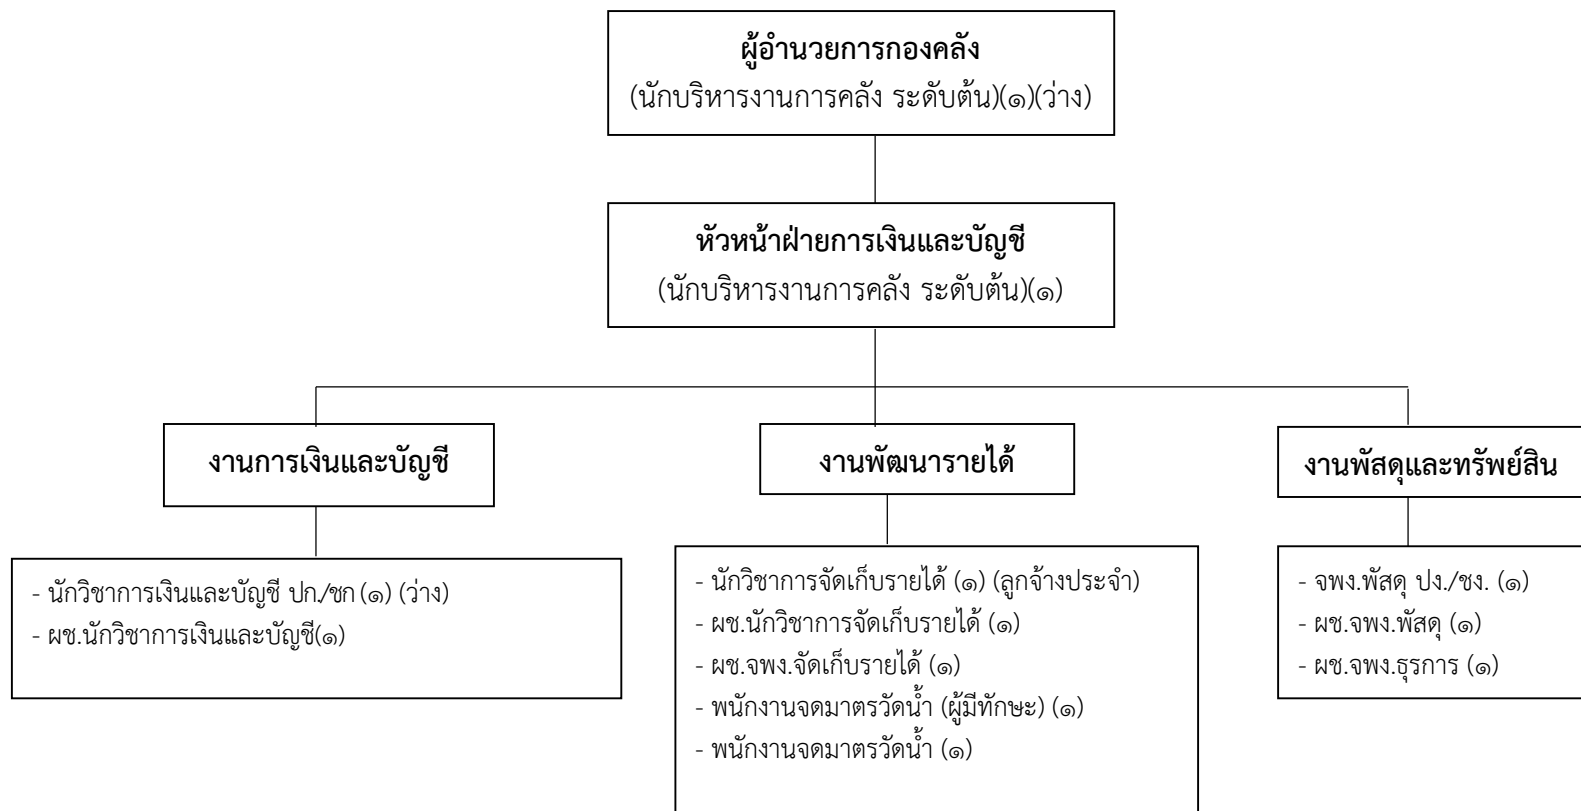 ผู้อำนวยการกองคลัง
(นักบริหารงานการคลัง ระดับต้น)(๑)(ว่าง)
หัวหน้าฝ่ายการเงินและบัญชี
(นักบริหารงานการคลัง ระดับต้น)(๑)
งานการเงินและบัญชี
- นักวิชาการเงินและบัญชี ปก./ชก (๑) (ว่าง)
- ผช.นักวิชาการเงินและบัญชี(๑)
งานพัฒนารายได้
- นักวิชาการจัดเก็บรายได้ (๑) (ลูกจ้างประจำ)
- ผช.นักวิชาการจัดเก็บรายได้ (๑)
- ผช.จพง.จัดเก็บรายได้ (๑)
- พนักงานจดมาตรวัดน้ำ (ผู้มีทักษะ) (๑)
- พนักงานจดมาตรวัดน้ำ (๑)
งานพัสดุและทรัพย์สิน
- จพง.พัสดุ ปง./ชง. (๑)
- ผช.จพง.พัสดุ (๑)
- ผช.จพง.ธุรการ (๑)